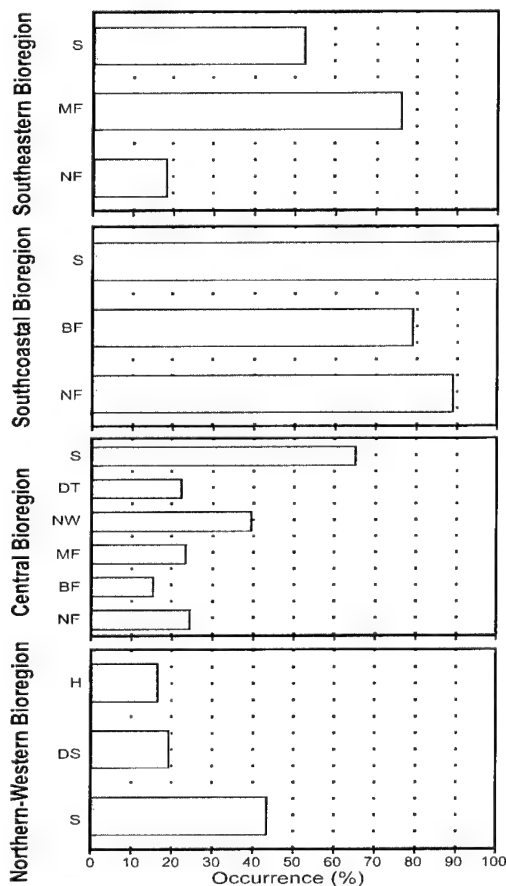 Southeastern Bioregion
S
MF
NF
Southcoastal Bioregion
S
BF
NF
Central Bioregion
S
DT
NW
MF
BF
NF
Northern-Western Bioregion
H
DS
S
0 10 20 30 40 50 60 70 80 90 100
Occurrence (%)